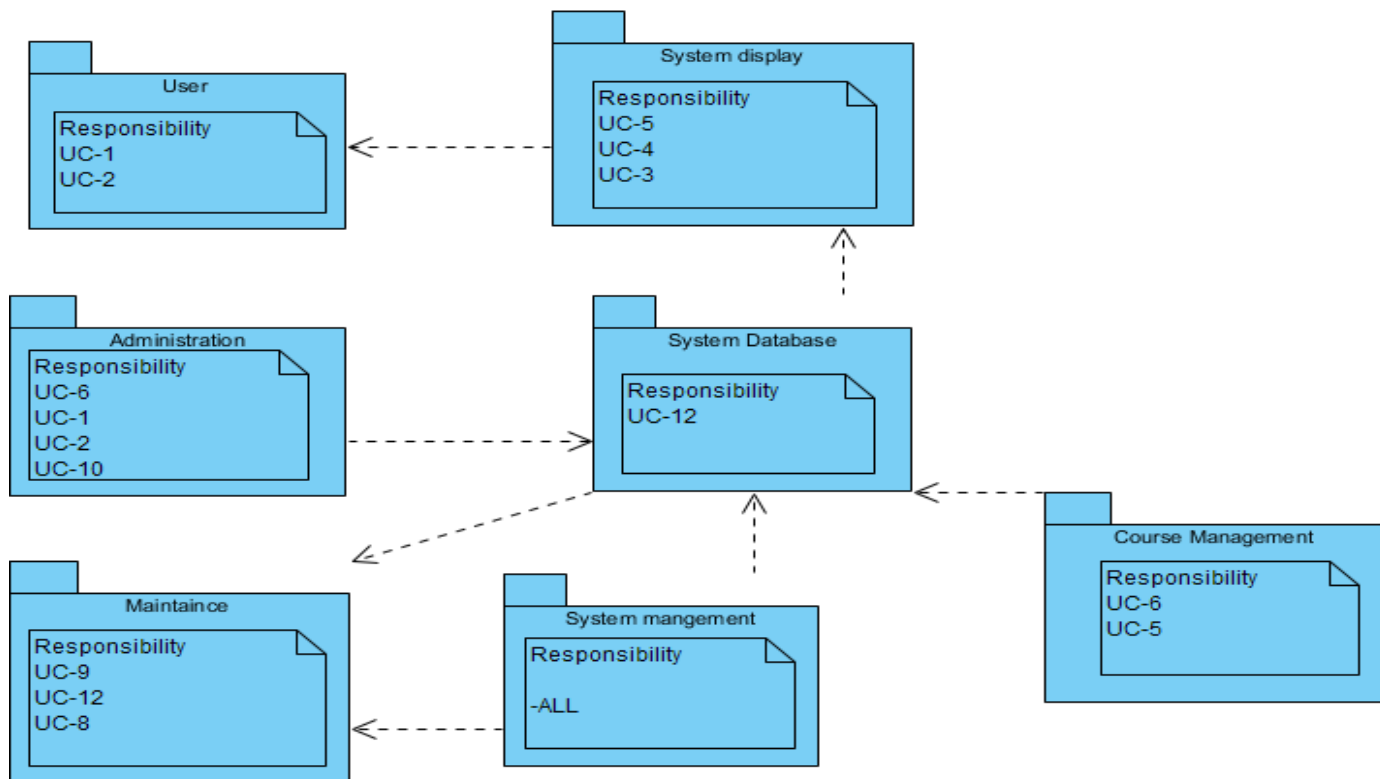 User
Responsibility
UC-1
UC-2
System display
Responsibility
UC-5
UC-4
UC-3
Administration
Responsibility
UC-6
UC-1
UC-2
UC-10
System Database
Responsibility
UC-12
Course Management
Responsibility
UC-6
UC-5
Maintaince
Responsibility
UC-9
UC-12
UC-8
System mangement
Responsibility
-ALL